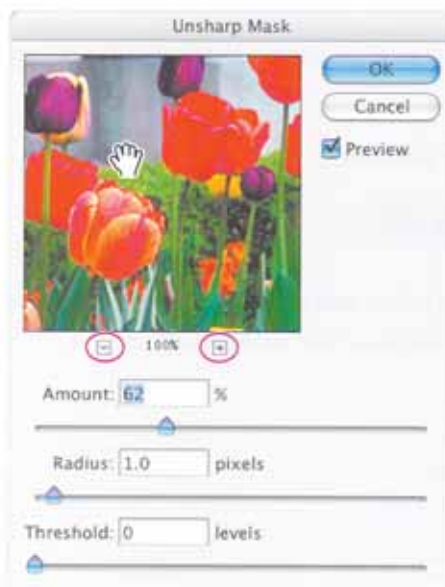 Unsharp Mask
OK
Cancel
Preview
100%
Amount: 62 %
Radius: 1.0 pixels
Threshold: 0 levels